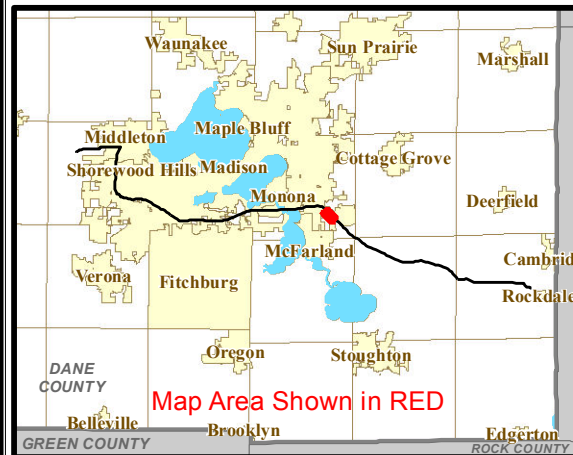 Waunakee
Sun Prairie
Marshall
Middleton
Maple Bluff
Shorewood Hills
Madison
Cottage Grove
Monona
Deerfield
McFarland
Cambrid
Verona
Fitchburg
Rockdale
Oregon
Stoughton
DANE
COUNTY
Map Area Shown in RED
Belleville
Brooklyn
Edgerton
GREEN COUNTY
ROCK COUNTY